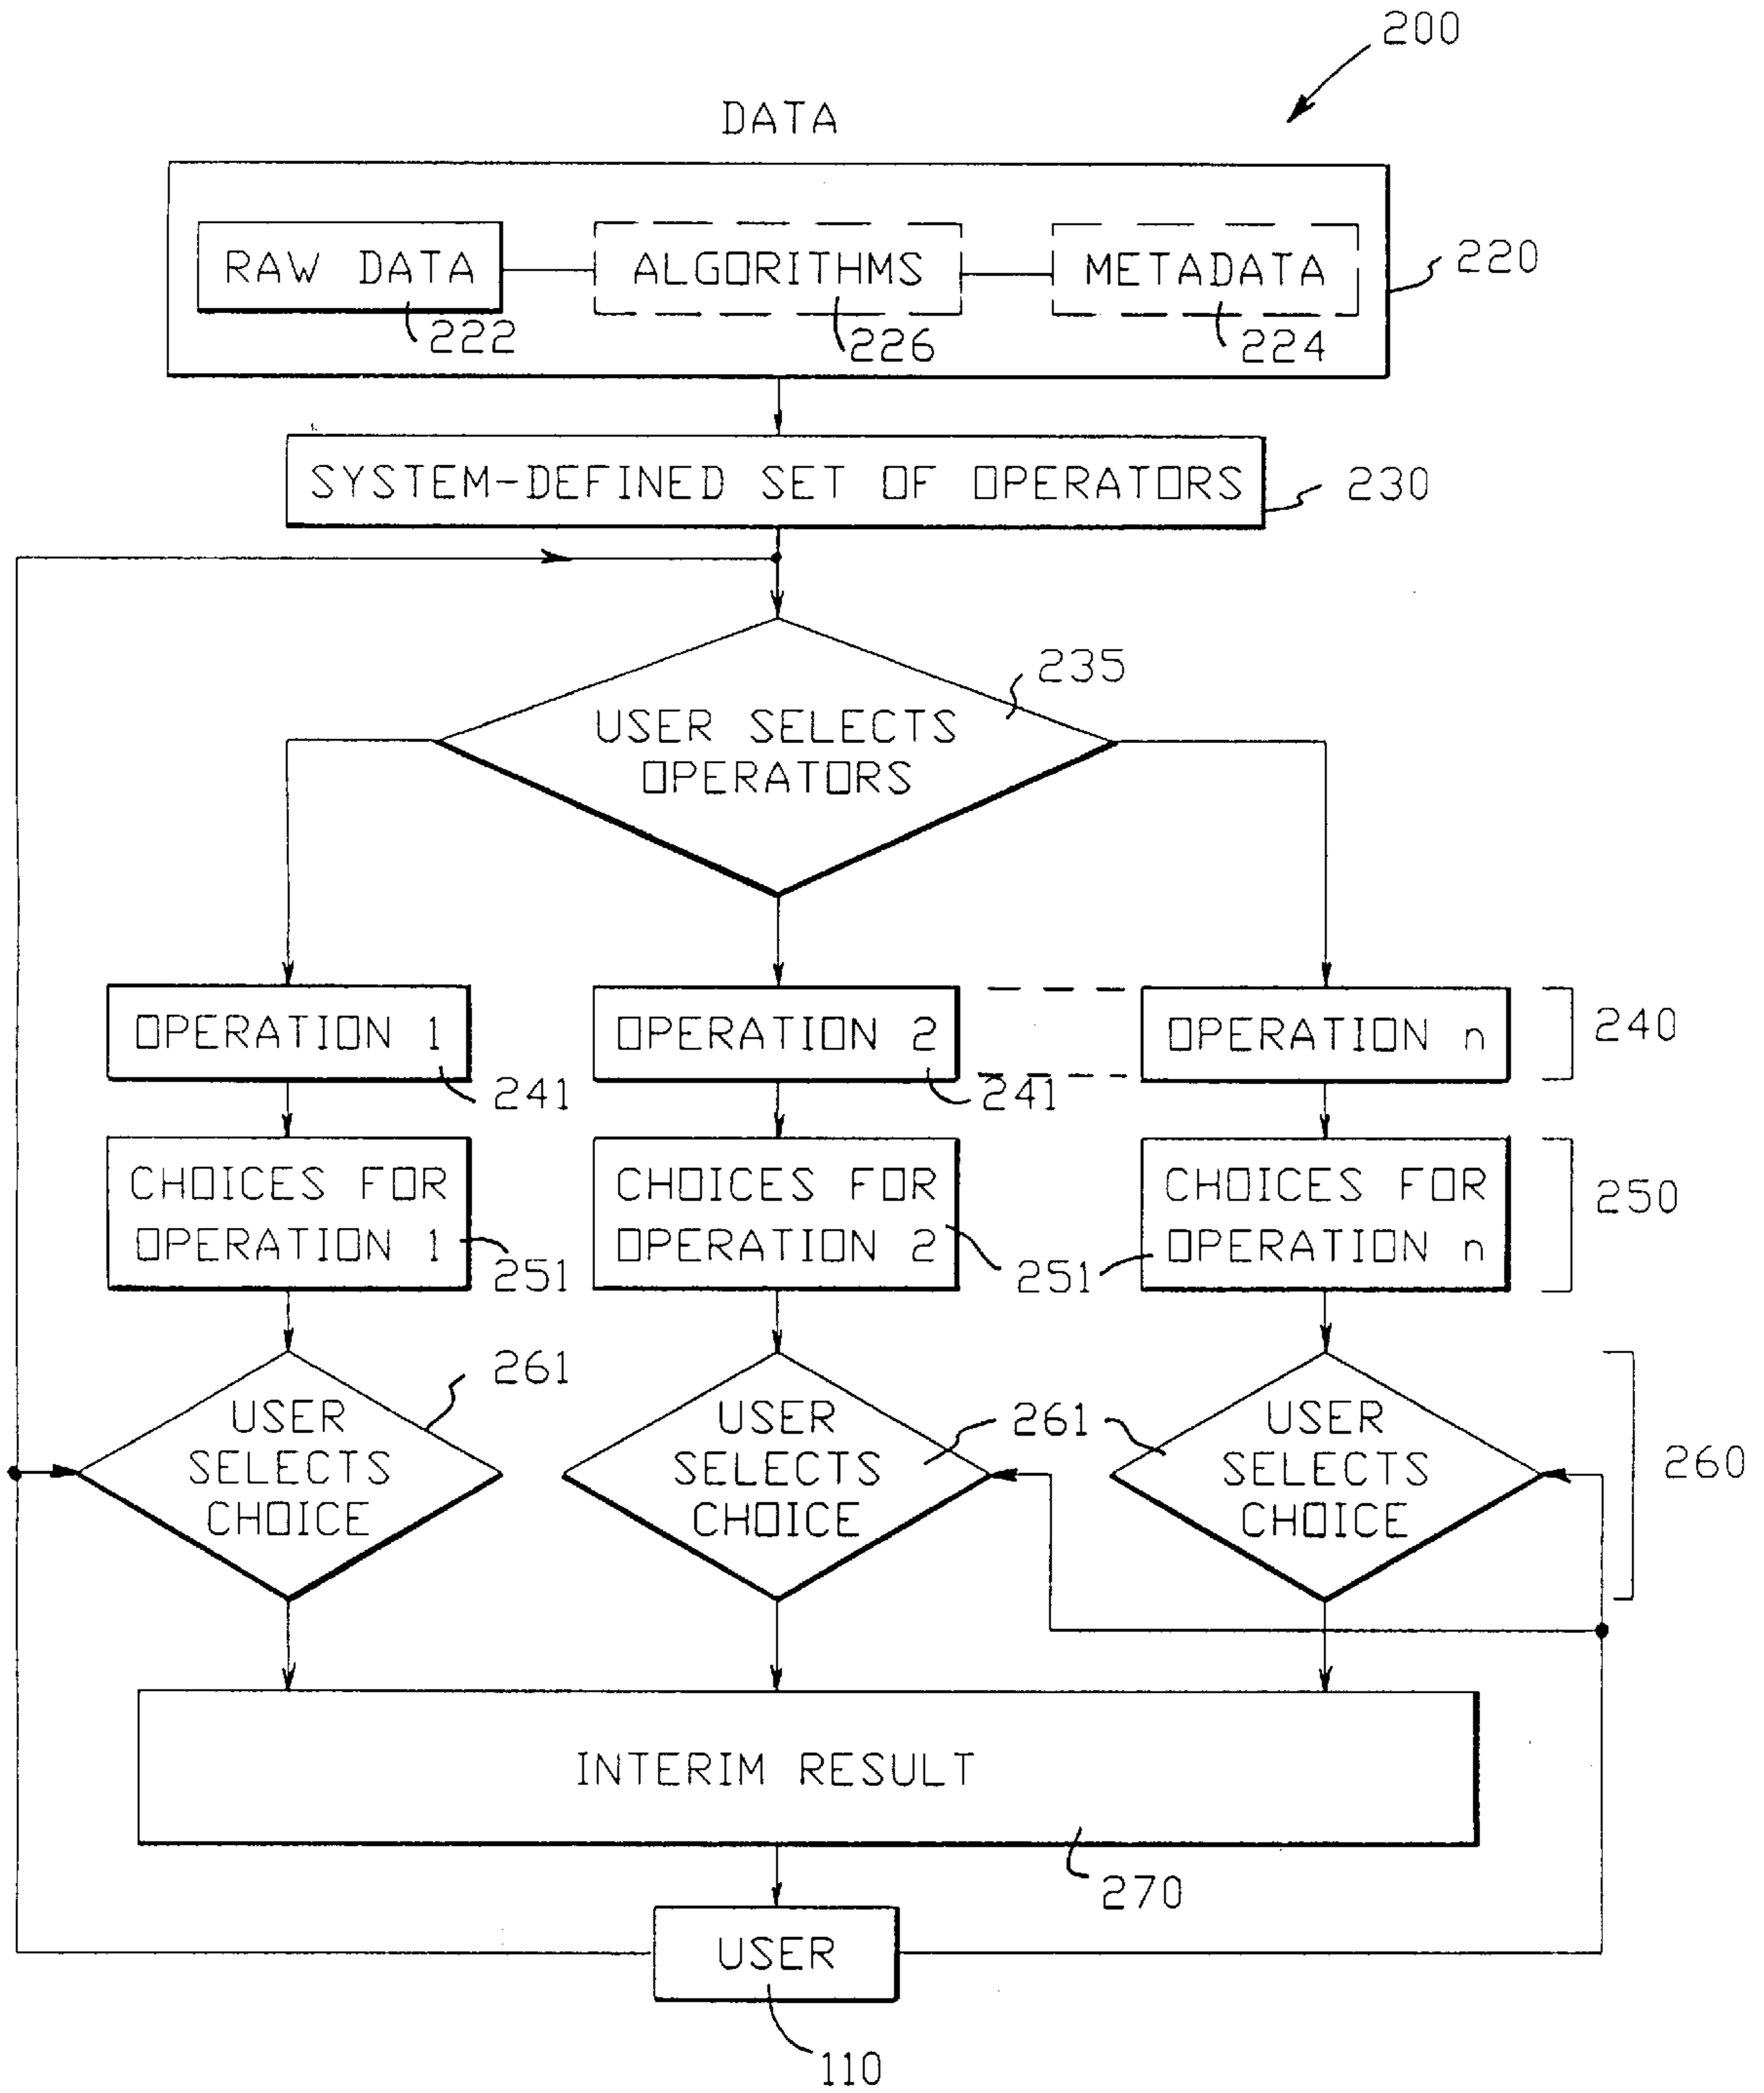 200
DATA
RAW DATA
ALGORITHMS
METADATA
220
222
226
224
SYSTEM-DEFINED SET OF OPERATORS
230
235
USER SELECTS
OPERATORS
OPERATION 1
OPERATION 2
OPERATION n
240
241
241
CHOICES FOR
OPERATION 1
CHOICES FOR
OPERATION 2
CHOICES FOR
OPERATION n
250
251
251
261
USER
SELECTS
CHOICE
USER
SELECTS
CHOICE
261
USER
SELECTS
CHOICE
260
INTERIM RESULT
270
USER
110